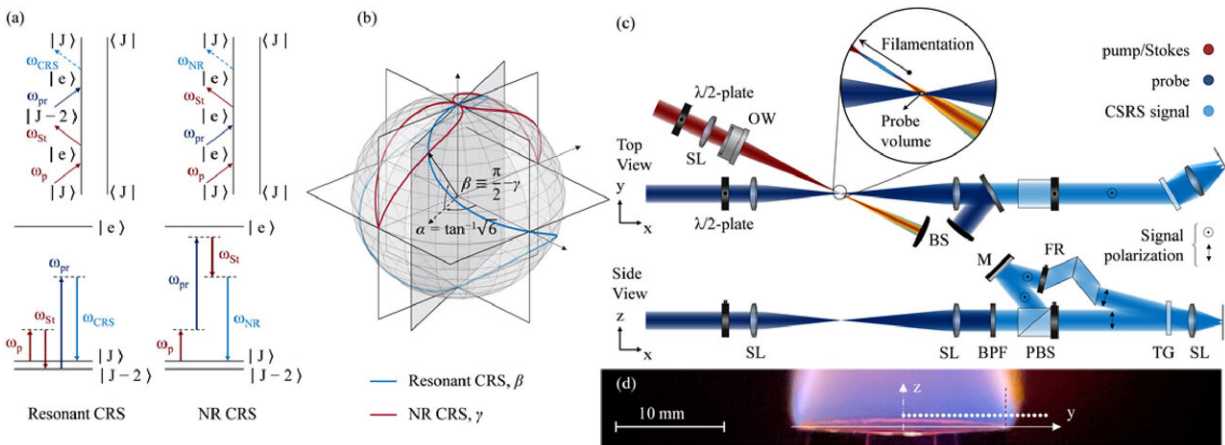 (a)
|J⟩ ⟨J|
ω_CRS
|e⟩
ω_pr
|J−2⟩
ω_St
|e⟩
ω_p
|J⟩ ⟨J|
|J⟩ ⟨J|
ω_NR
|e⟩
ω_St
|e⟩
ω_pr
|e⟩
ω_p
|J⟩ ⟨J|
|e⟩
ω_pr
ω_St
ω_CRS
ω_p
|J⟩
|J−2⟩
Resonant CRS
|e⟩
ω_St
ω_pr
ω_NR
ω_p
|J⟩
|J−2⟩
NR CRS
(b)
β ≡ π/2 − γ
α = tan⁻¹√6
Resonant CRS, β
NR CRS, γ
(c)
Filamentation
Probe
volume
pump/Stokes
probe
CSRS signal
λ/2-plate
OW
SL
Top
View
y
x
λ/2-plate
SL
BS
Signal
polarization
M
FR
Side
View
z
x
SL
SL
BPF
PBS
TG
SL
(d)
10 mm
z
y